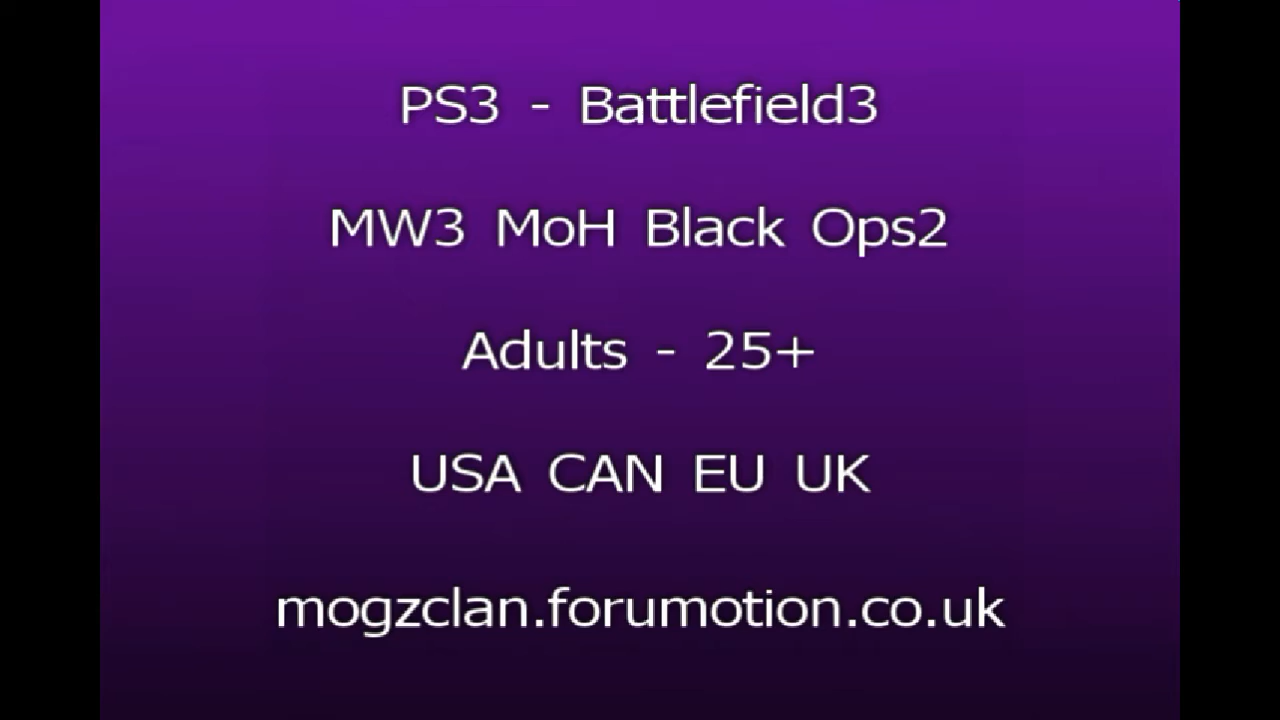 PS3 - Battlefield3
MW3 MoH Black Ops2
Adults - 25+
USA CAN EU UK
mogzclan.forumotion.co.uk